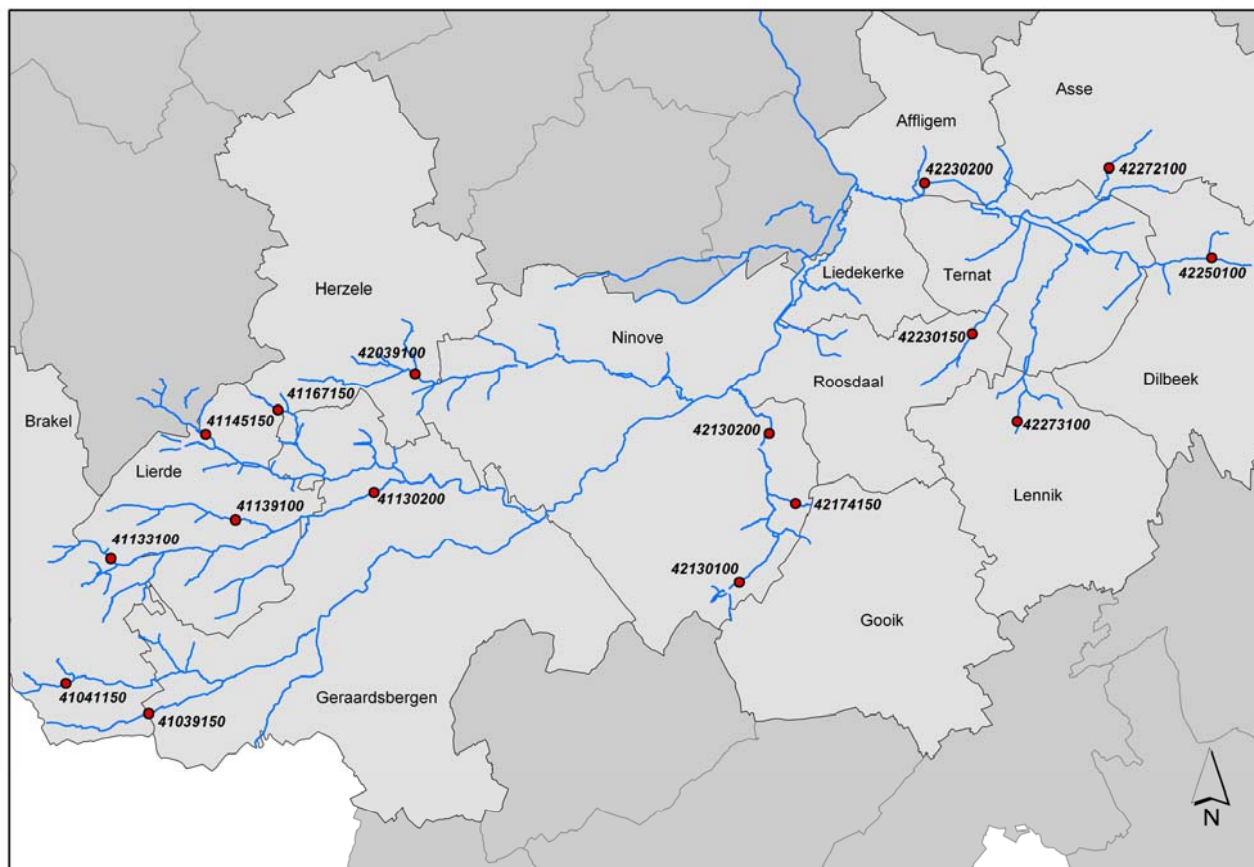 Asse
Affligem
42272100
42230200
Liedekerke
Ternat
42250100
Herzele
Ninove
42230150
42039100
Roosdaal
Dilbeek
Brakel
41167150
41145150
42130200
42273100
Lierde
41130200
Lennik
42174150
41139100
41133100
42130100
Gooik
41041150
Geraardsbergen
41039150
N